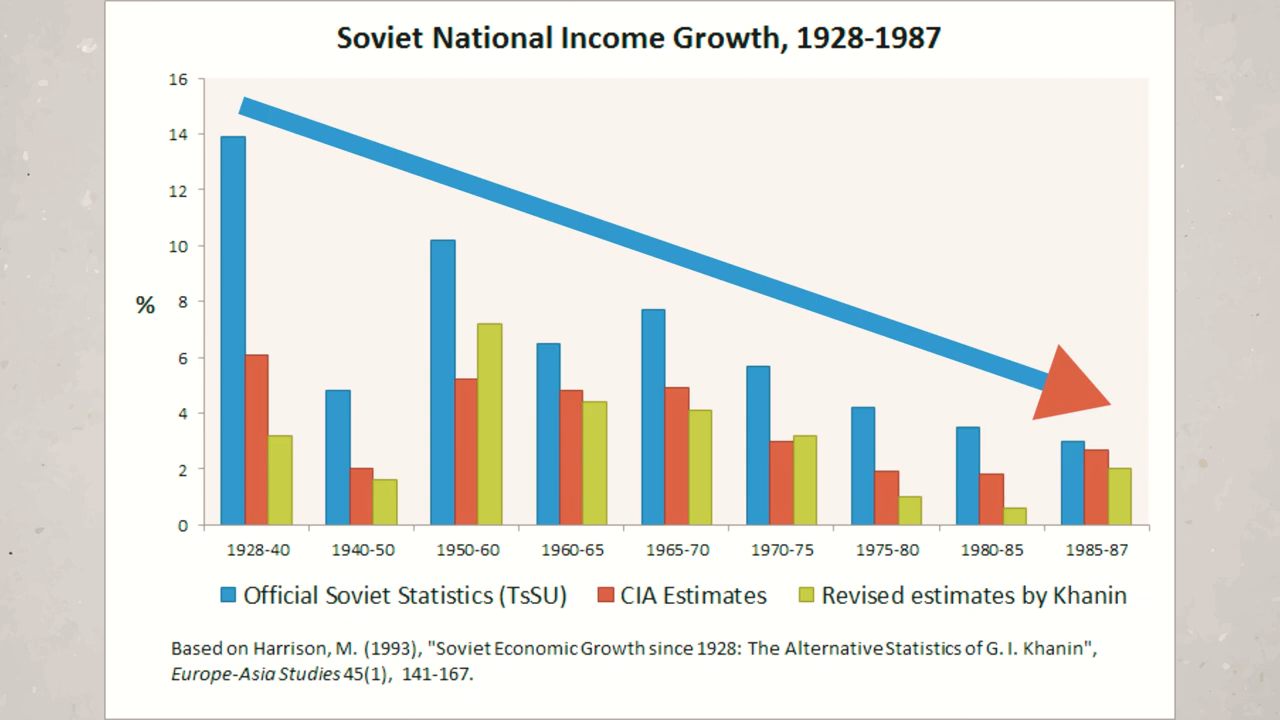 Soviet National Income Growth, 1928-1987
16
14
12
10
%
8
6
4
2
0
1928-40 1940-50 1950-60 1960-65 1965-70 1970-75 1975-80 1980-85 1985-87
Official Soviet Statistics (TsSU) CIA Estimates Revised estimates by Khanin
Based on Harrison, M. (1993), "Soviet Economic Growth since 1928: The Alternative Statistics of G. I. Khanin",
Europe-Asia Studies 45(1), 141-167.